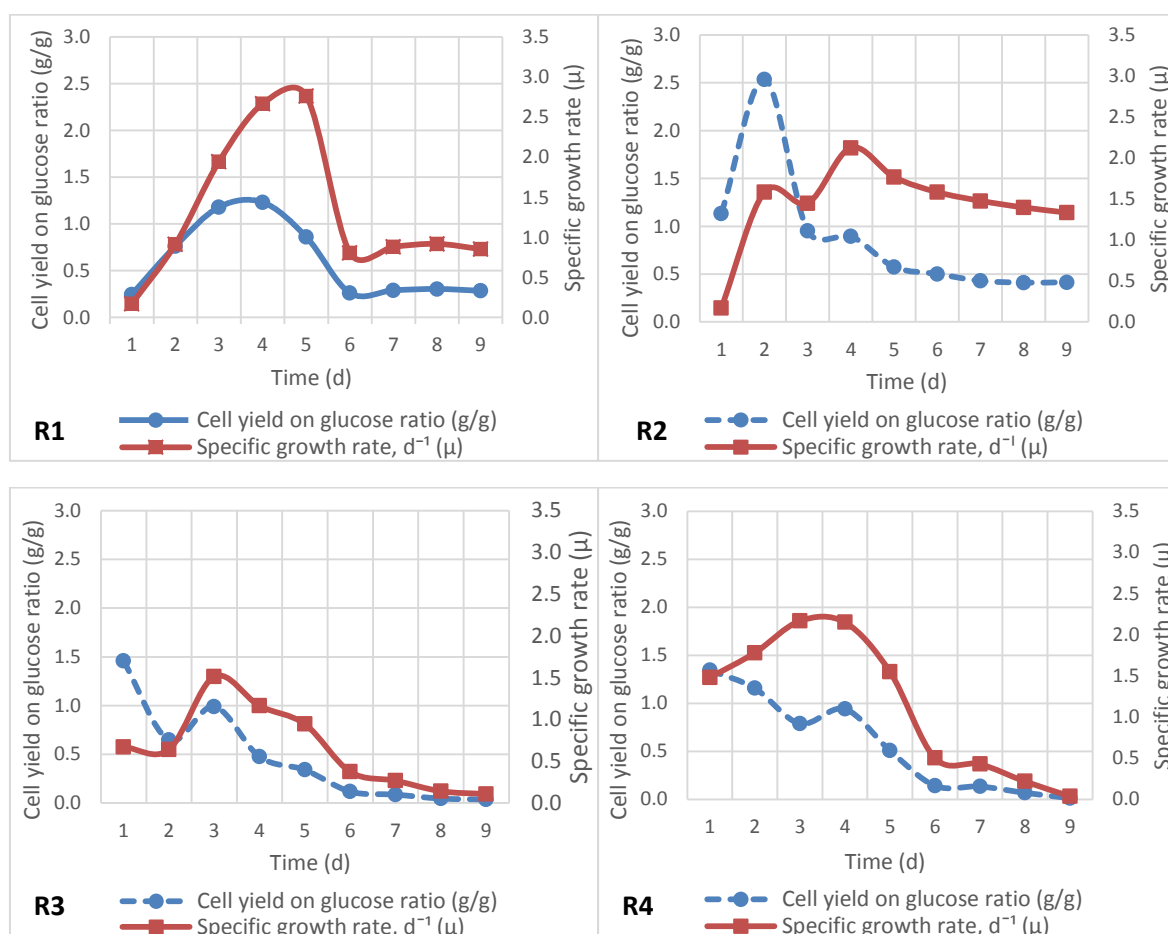 Cell yield on glucose ratio (g/g)
3.0
2.5
2.0
1.5
1.0
0.5
0.0
3.5
3.0
2.5
2.0
1.5
1.0
0.5
0.0
Specific growth rate (μ)
1 2 3 4 5 6 7 8 9
Time (d)
R1
Cell yield on glucose ratio (g/g)
Specific growth rate, d⁻¹ (μ)
Cell yield on glucose ratio (g/g)
3.0
2.5
2.0
1.5
1.0
0.5
0.0
3.5
3.0
2.5
2.0
1.5
1.0
0.5
0.0
Specific growth rate (μ)
1 2 3 4 5 6 7 8 9
Time (d)
R2
Cell yield on glucose ratio (g/g)
Specific growth rate, d⁻ˡ (μ)
Cell yield on glucose ratio (g/g)
3.0
2.5
2.0
1.5
1.0
0.5
0.0
3.5
3.0
2.5
2.0
1.5
1.0
0.5
0.0
Specific growth rate (μ)
1 2 3 4 5 6 7 8 9
Time (d)
R3
Cell yield on glucose ratio (g/g)
Specific growth rate, d⁻¹ (μ)
Cell yield on glucose ratio (g/g)
3.0
2.5
2.0
1.5
1.0
0.5
0.0
3.5
3.0
2.5
2.0
1.5
1.0
0.5
0.0
Specific growth rate (μ)
1 2 3 4 5 6 7 8 9
Time (d)
R4
Cell yield on glucose ratio (g/g)
Specific growth rate, d⁻¹ (μ)